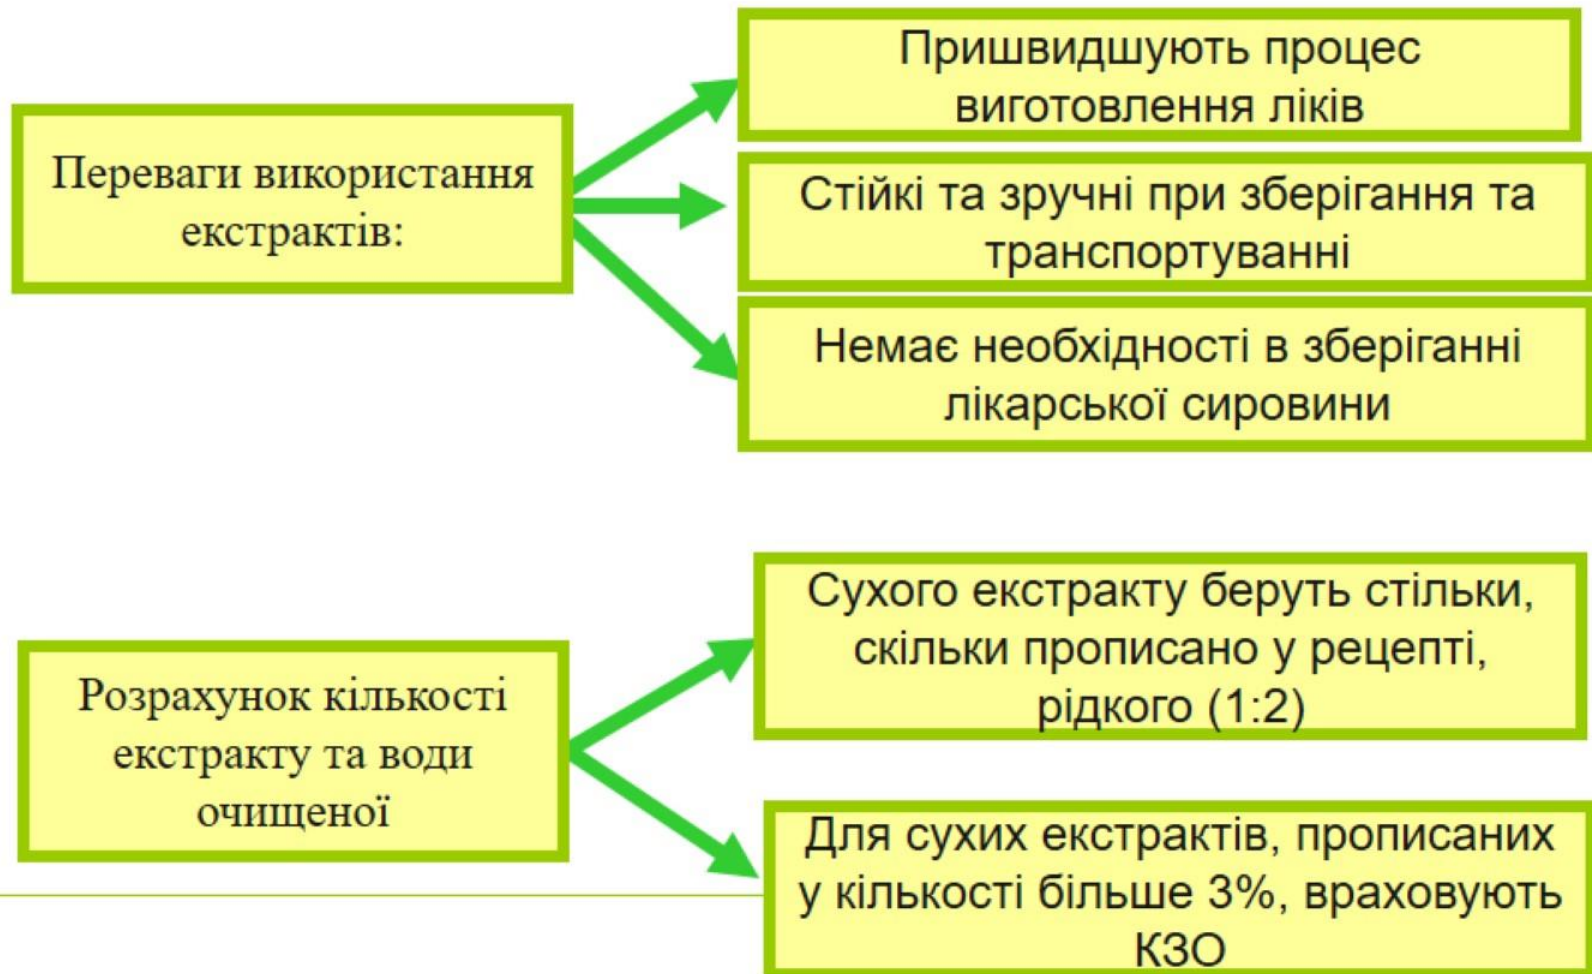 Переваги використання
екстрактів:
Пришвидшують процес
виготовлення ліків
Стійкі та зручні при зберігання та
транспортуванні
Немає необхідності в зберіганні
лікарської сировини
Розрахунок кількості
екстракту та води
очищеної
Сухого екстракту беруть стільки,
скільки прописано у рецепті,
рідкого (1:2)
Для сухих екстрактів, прописаних
у кількості більше 3%, враховують
КЗО